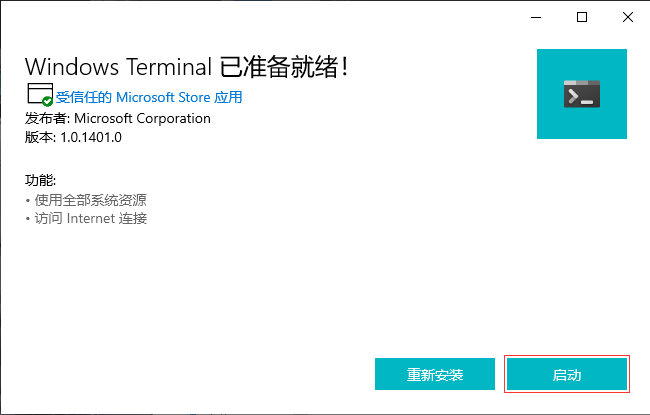 Windows Terminal 已准备就绪！
受信任的 Microsoft Store 应用
发布者: Microsoft Corporation
版本: 1.0.1401.0
功能:
• 使用全部系统资源
• 访问 Internet 连接
重新安装
启动